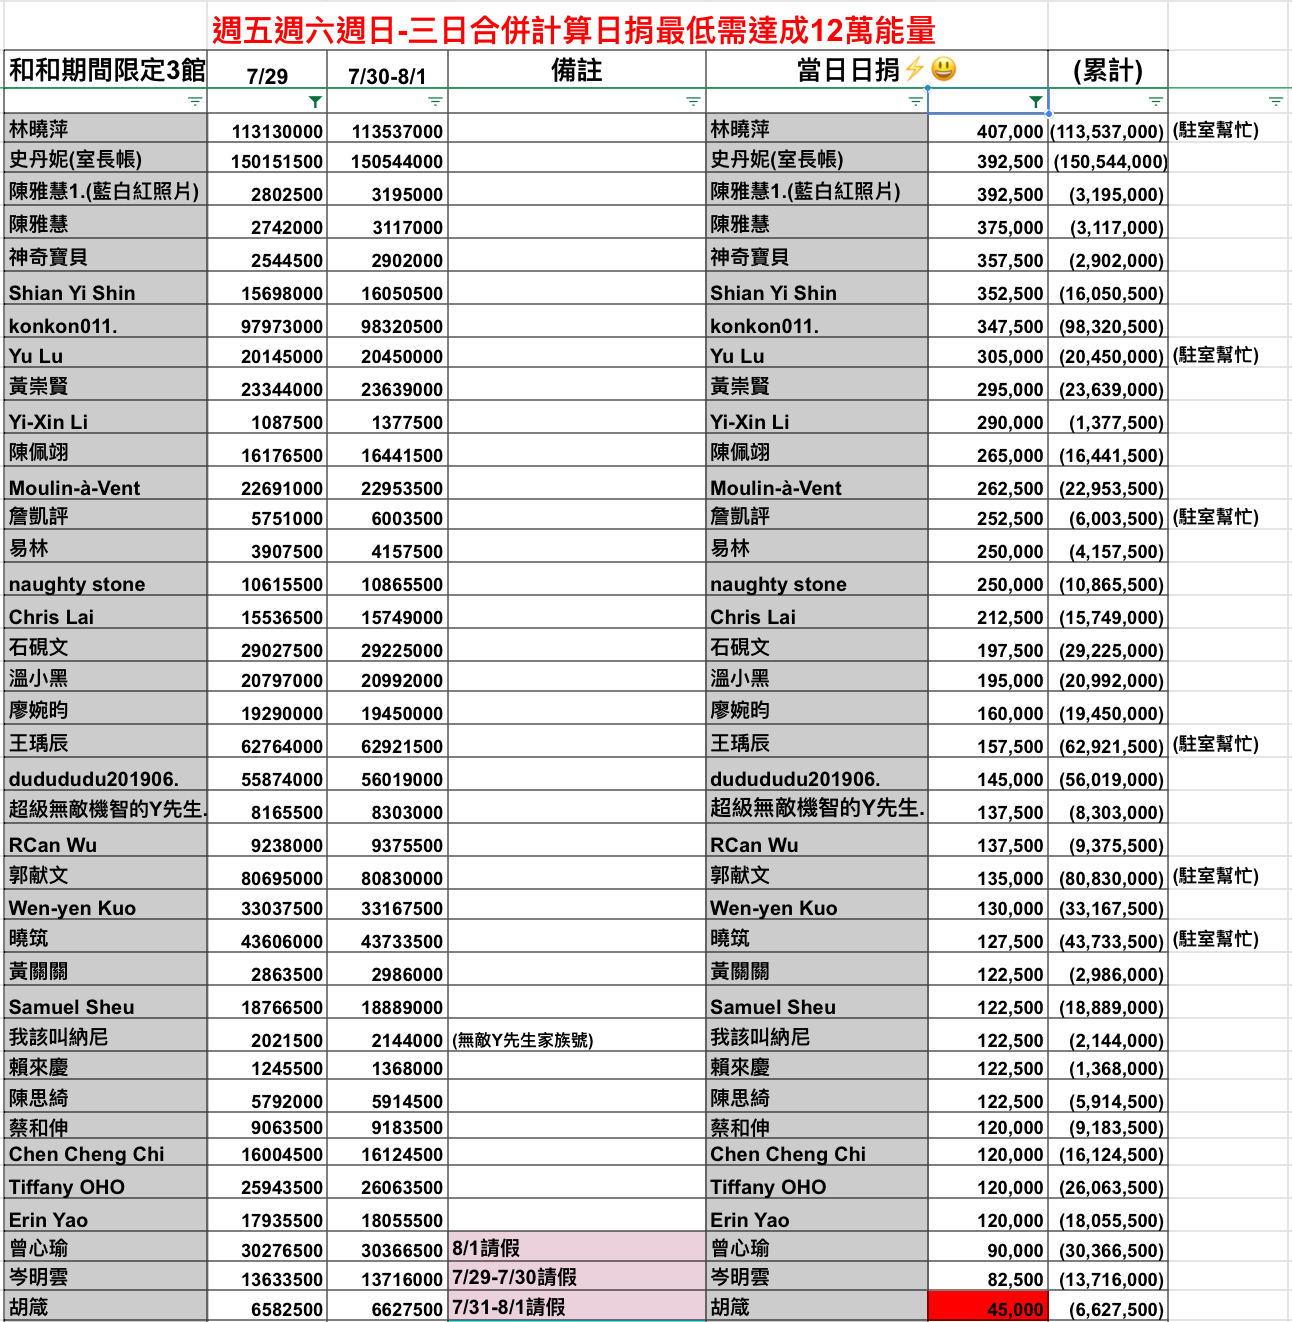 週五週六週日-三日合併計算日捐最低需達成12萬能量
和和期間限定3館 7/29 7/30-8/1 備註 當日日捐⚡😃 (累計)
林曉萍 113130000 113537000 林曉萍 407,000 (113,537,000) (駐室幫忙)
史丹妮(室長帳) 150151500 150544000 史丹妮(室長帳) 392,500 (150,544,000)
陳雅慧1.(藍白紅照片) 2802500 3195000 陳雅慧1.(藍白紅照片) 392,500 (3,195,000)
陳雅慧 2742000 3117000 陳雅慧 375,000 (3,117,000)
神奇寶貝 2544500 2902000 神奇寶貝 357,500 (2,902,000)
Shian Yi Shin 15698000 16050500 Shian Yi Shin 352,500 (16,050,500)
konkon011. 97973000 98320500 konkon011. 347,500 (98,320,500)
Yu Lu 20145000 20450000 Yu Lu 305,000 (20,450,000) (駐室幫忙)
黃崇賢 23344000 23639000 黃崇賢 295,000 (23,639,000)
Yi-Xin Li 1087500 1377500 Yi-Xin Li 290,000 (1,377,500)
陳佩翊 16176500 16441500 陳佩翊 265,000 (16,441,500)
Moulin-à-Vent 22691000 22953500 Moulin-à-Vent 262,500 (22,953,500)
詹凱評 5751000 6003500 詹凱評 252,500 (6,003,500) (駐室幫忙)
易林 3907500 4157500 易林 250,000 (4,157,500)
naughty stone 10615500 10865500 naughty stone 250,000 (10,865,500)
Chris Lai 15536500 15749000 Chris Lai 212,500 (15,749,000)
石硯文 29027500 29225000 石硯文 197,500 (29,225,000)
溫小黑 20797000 20992000 溫小黑 195,000 (20,992,000)
廖婉昀 19290000 19450000 廖婉昀 160,000 (19,450,000)
王瑀辰 62764000 62921500 王瑀辰 157,500 (62,921,500) (駐室幫忙)
dudududu201906. 55874000 56019000 dudududu201906. 145,000 (56,019,000)
超級無敵機智的Y先生. 8165500 8303000 超級無敵機智的Y先生. 137,500 (8,303,000)
RCan Wu 9238000 9375500 RCan Wu 137,500 (9,375,500)
郭献文 80695000 80830000 郭献文 135,000 (80,830,000) (駐室幫忙)
Wen-yen Kuo 33037500 33167500 Wen-yen Kuo 130,000 (33,167,500)
曉筑 43606000 43733500 曉筑 127,500 (43,733,500) (駐室幫忙)
黃關關 2863500 2986000 黃關關 122,500 (2,986,000)
Samuel Sheu 18766500 18889000 Samuel Sheu 122,500 (18,889,000)
我該叫納尼 2021500 2144000 (無敵Y先生家族號) 我該叫納尼 122,500 (2,144,000)
賴來慶 1245500 1368000 賴來慶 122,500 (1,368,000)
陳思綺 5792000 5914500 陳思綺 122,500 (5,914,500)
蔡和伸 9063500 9183500 蔡和伸 120,000 (9,183,500)
Chen Cheng Chi 16004500 16124500 Chen Cheng Chi 120,000 (16,124,500)
Tiffany OHO 25943500 26063500 Tiffany OHO 120,000 (26,063,500)
Erin Yao 17935500 18055500 Erin Yao 120,000 (18,055,500)
曾心瑜 30276500 30366500 8/1請假 曾心瑜 90,000 (30,366,500)
岑明雲 13633500 13716000 7/29-7/30請假 岑明雲 82,500 (13,716,000)
胡箴 6582500 6627500 7/31-8/1請假 胡箴 45,000 (6,627,500)